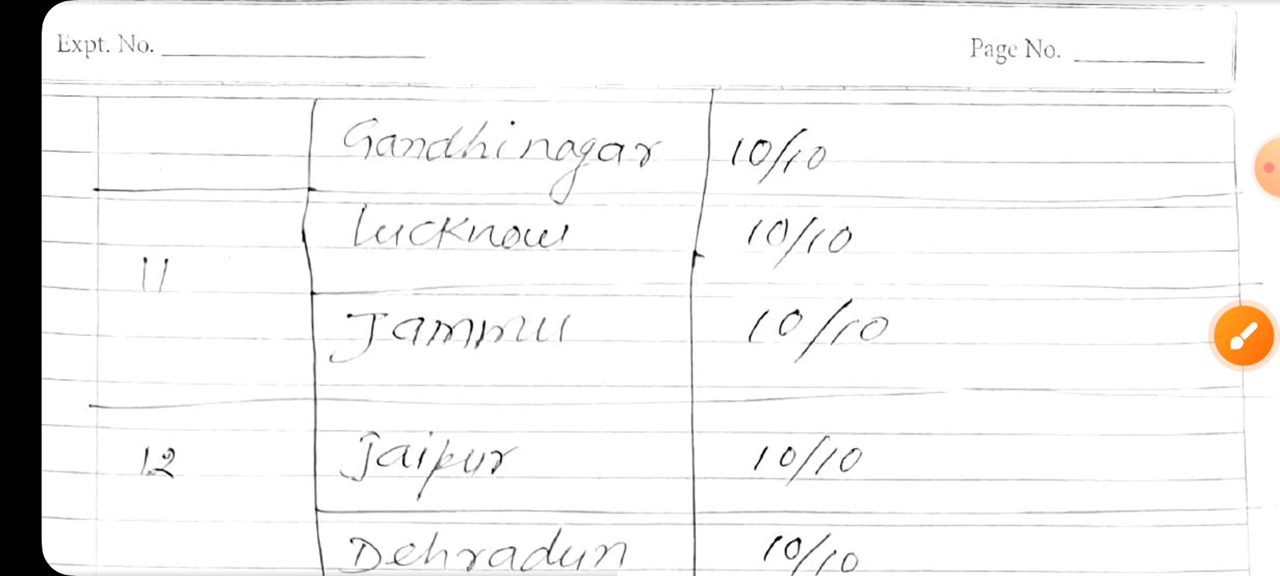 Expt. No. Page No.
Gandhinagar 10/10
Lucknow 10/10
11
Jammu 10/10
12 Jaipur 10/10
Dehradun 10/10